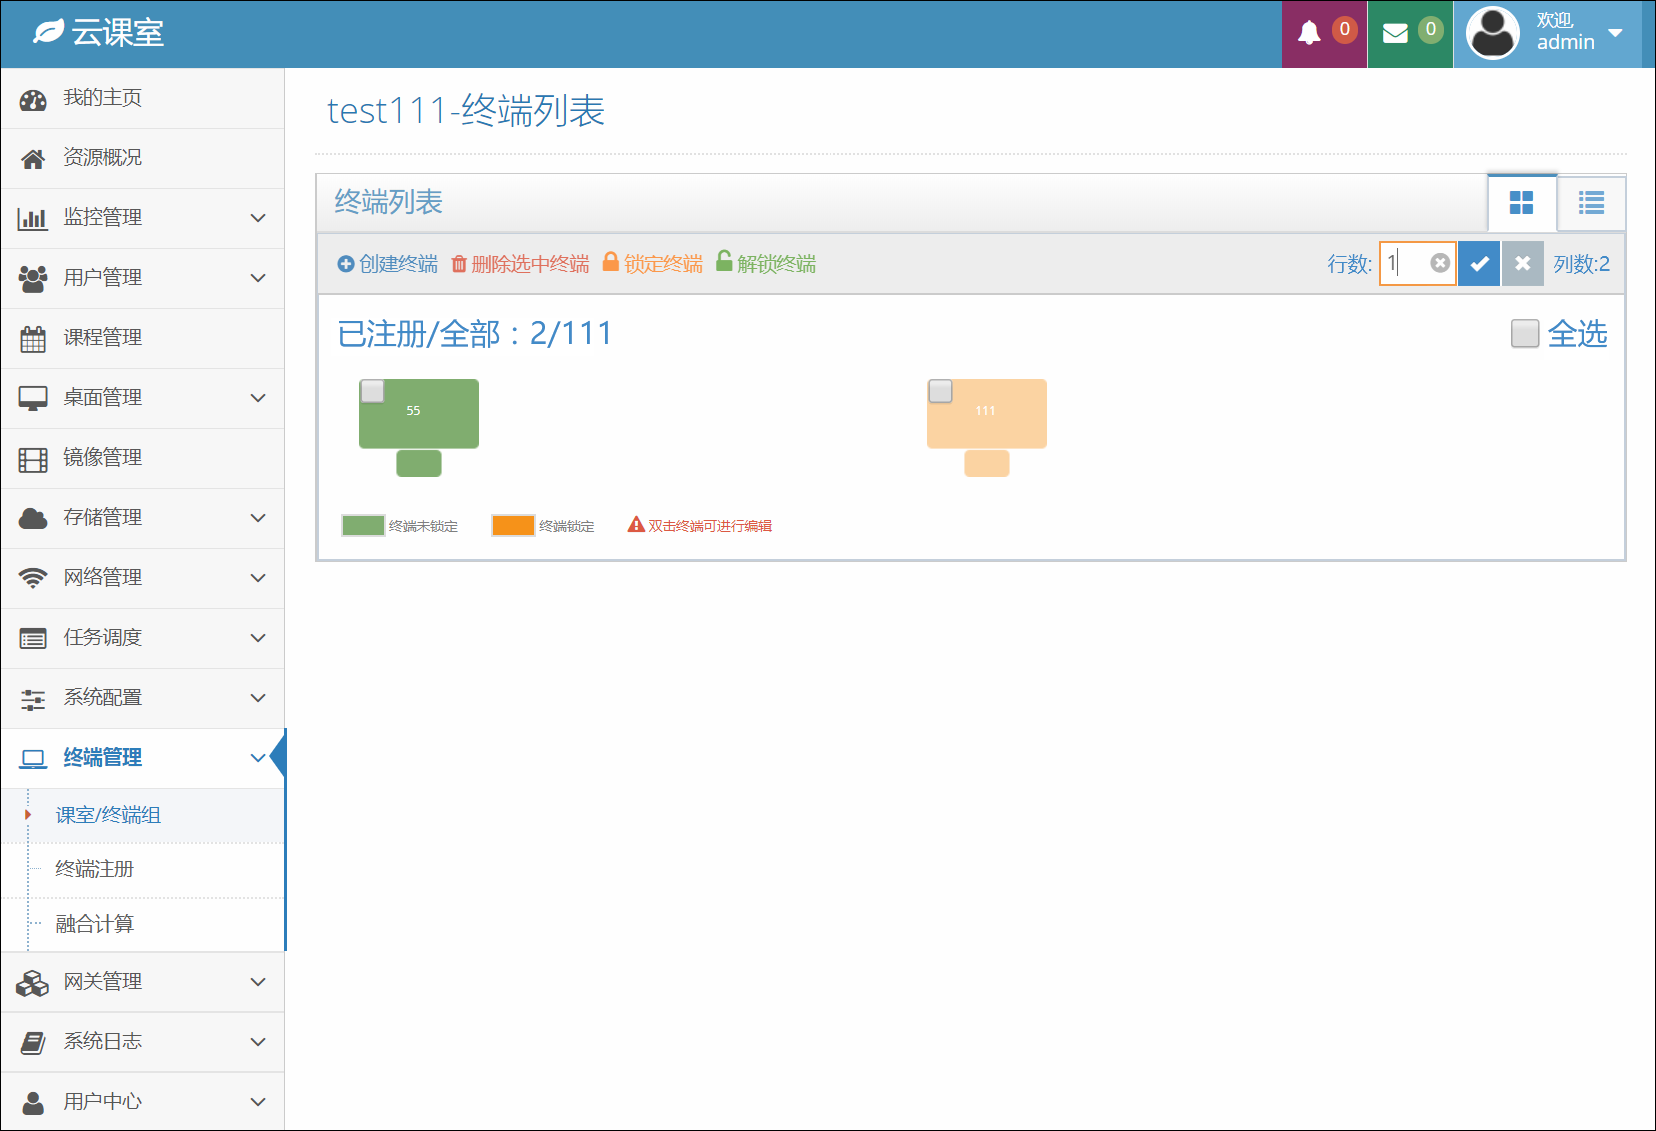 云课室
0
0
欢迎,
admin
我的主页
资源概况
监控管理
用户管理
课程管理
桌面管理
镜像管理
存储管理
网络管理
任务调度
系统配置
终端管理
课室/终端组
终端注册
融合计算
网关管理
系统日志
用户中心
test111-终端列表
终端列表
创建终端 删除选中终端 锁定终端 解锁终端
行数: 1 列数:2
已注册/全部：2/111
全选
55
111
终端未锁定 终端锁定 双击终端可进行编辑